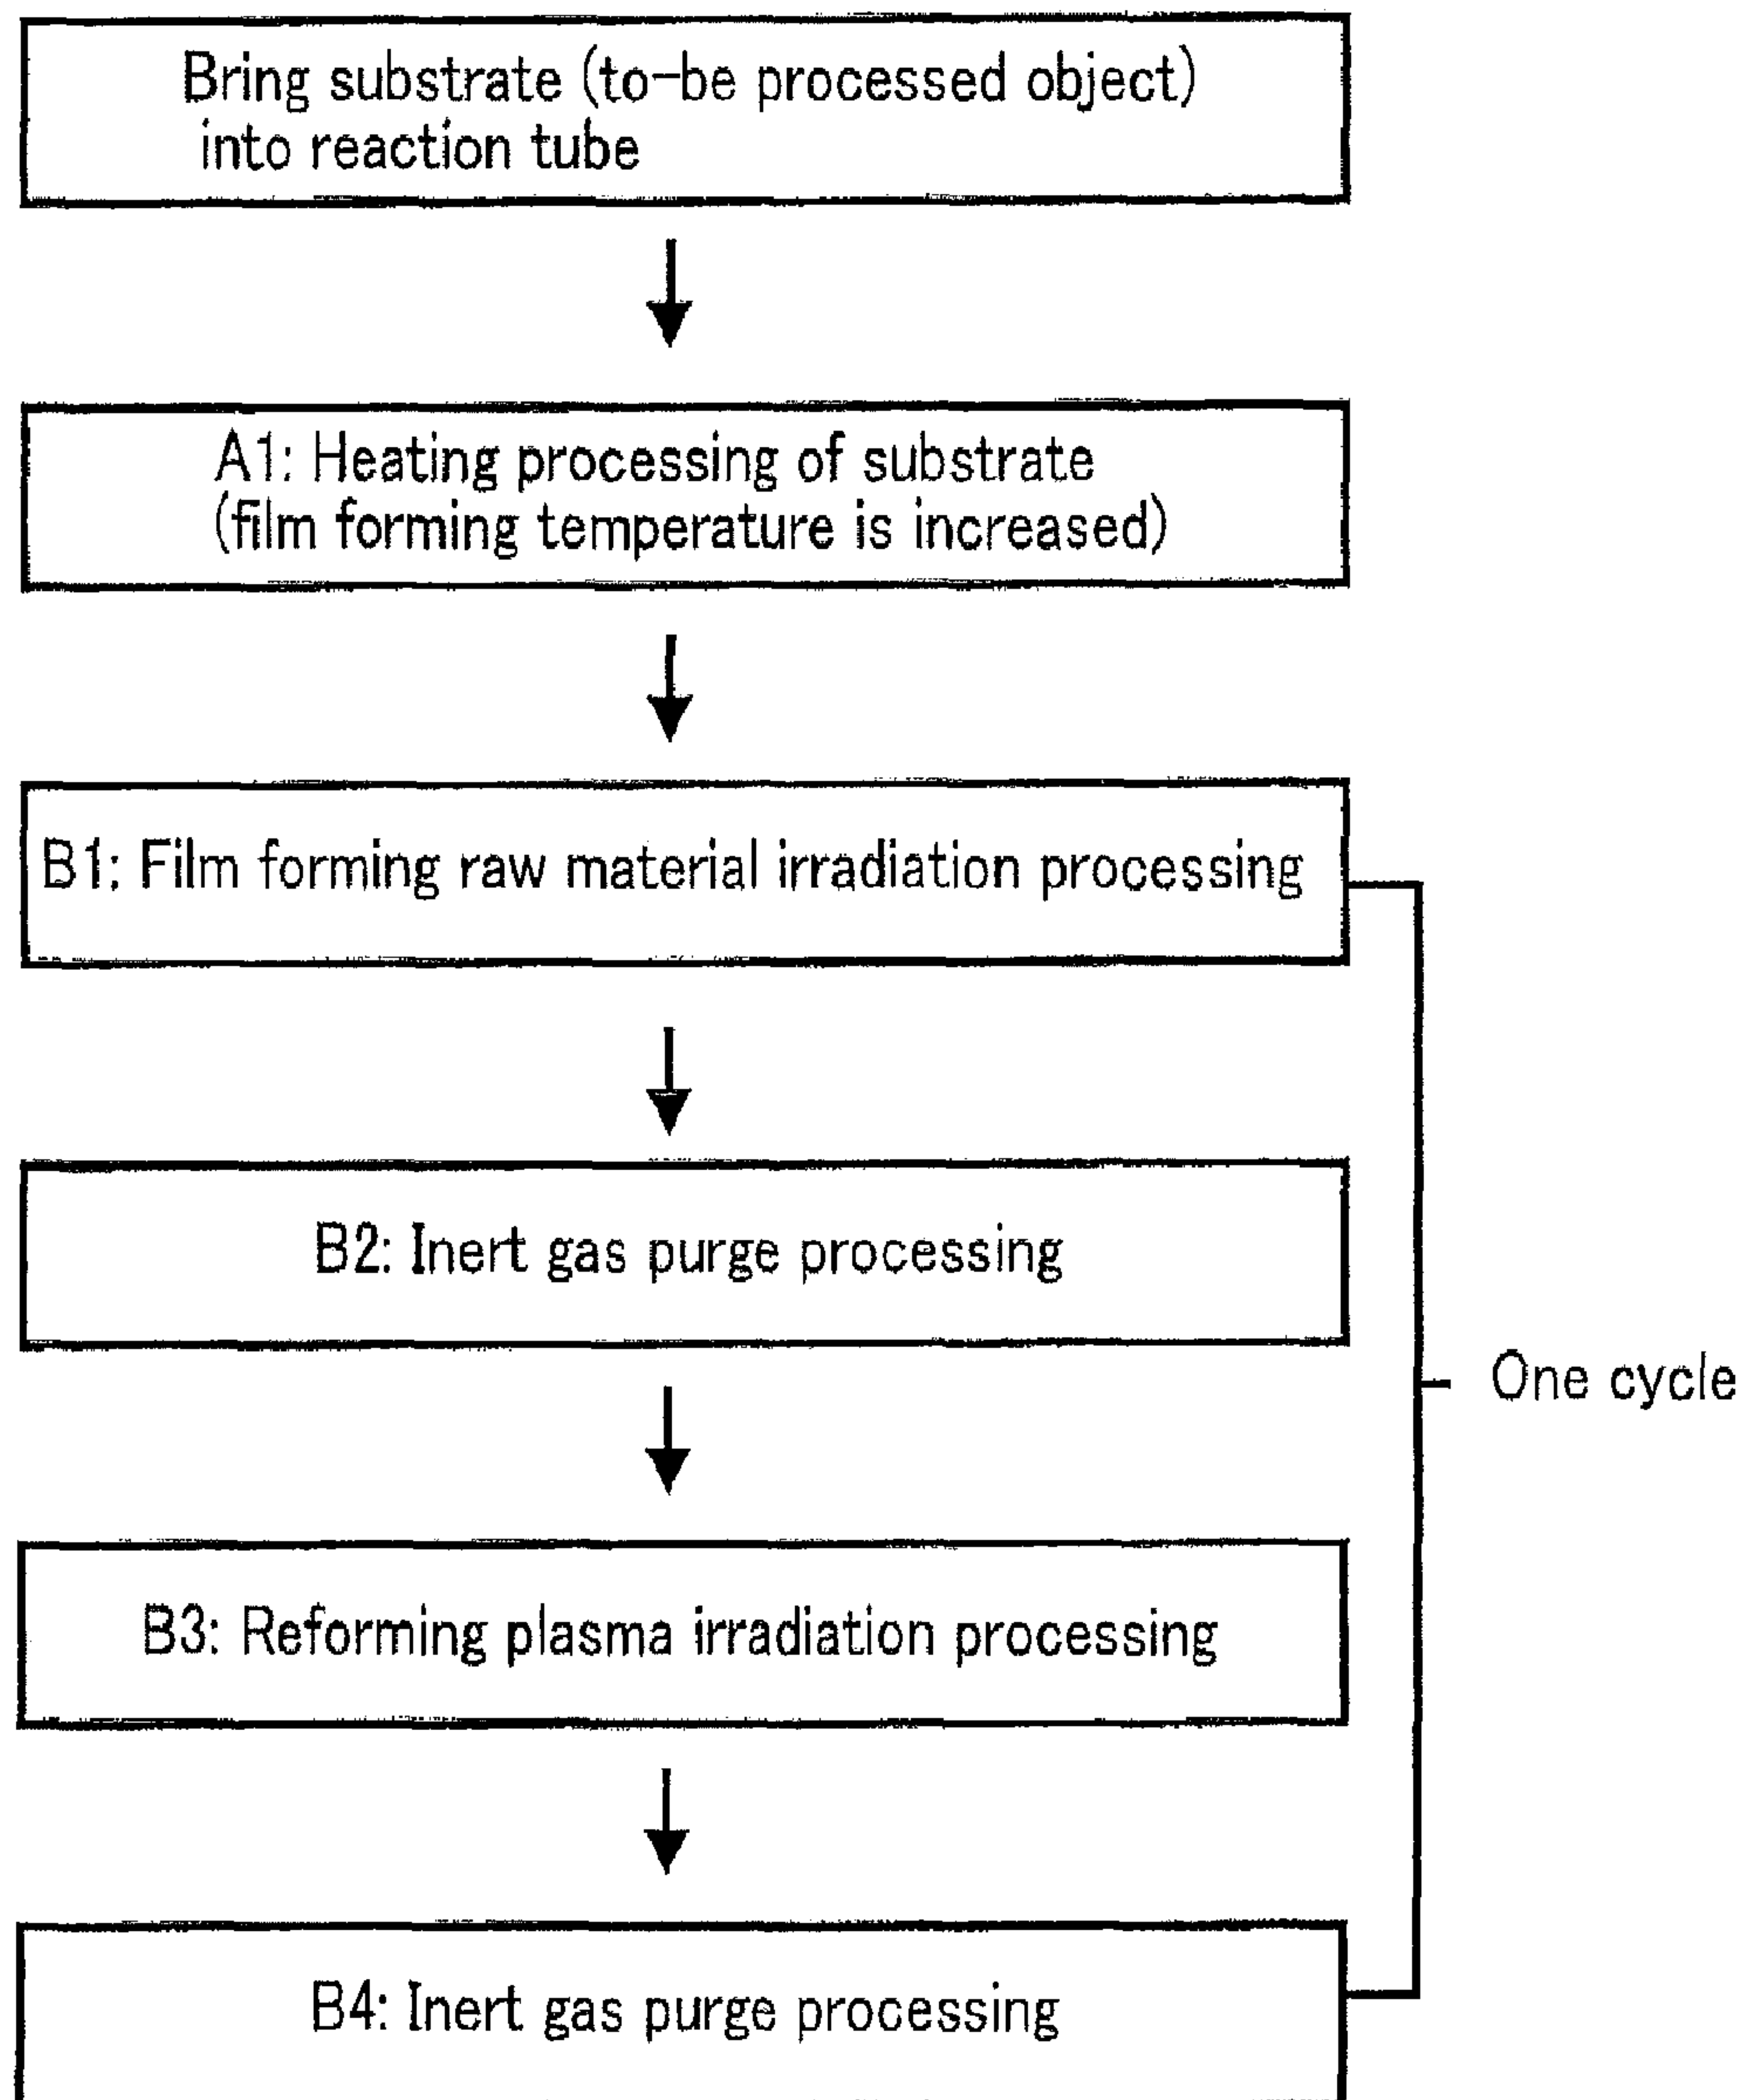 Bring substrate (to-be processed object)
into reaction tube
A1: Heating processing of substrate
(film forming temperature is increased)
B1: Film forming raw material irradiation processing
B2: Inert gas purge processing
One cycle
B3: Reforming plasma irradiation processing
B4: Inert gas purge processing